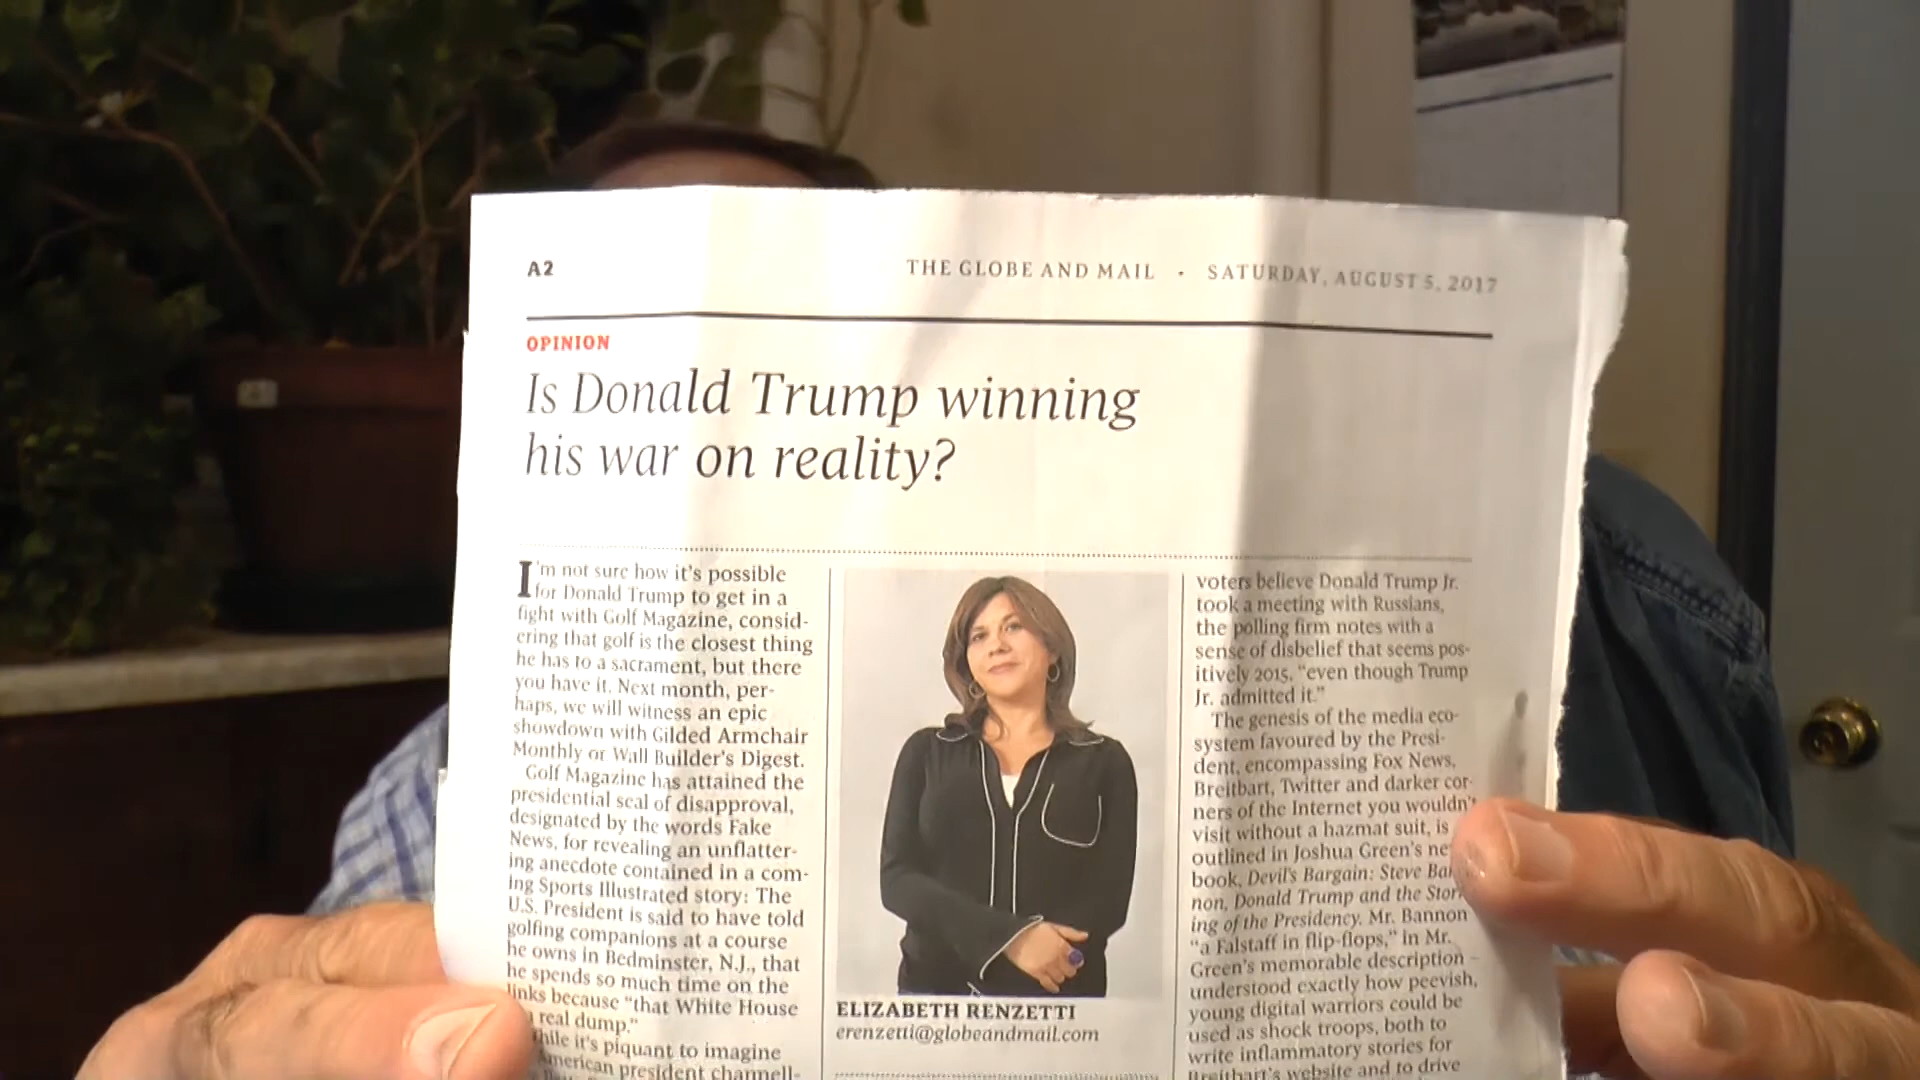 A2
THE GLOBE AND MAIL • SATURDAY, AUGUST 5, 2017
OPINION
Is Donald Trump winning
his war on reality?
I'm not sure how it's possible
for Donald Trump to get in a
fight with Golf Magazine, consid-
ering that golf is the closest thing
he has to a sacrament, but there
you have it. Next month, per-
haps, we will witness an epic
showdown with Gilded Armchair
Monthly or Wall Builder's Digest.
Golf Magazine has attained the
presidential seal of disapproval,
designated by the words Fake
News, for revealing an unflatter-
ing anecdote contained in a com-
ing Sports Illustrated story: The
U.S. President is said to have told
golfing companions at a course
he owns in Bedminster, N.J., that
he spends so much time on the
links because "that White House
real dump."
it's piquant to imagine
American president channell-
ELIZABETH RENZETTI
erenzetti@globeandmail.com
voters believe Donald Trump Jr.
took a meeting with Russians,
the polling firm notes with a
sense of disbelief that seems pos-
itively 2015, "even though Trump
Jr. admitted it."
The genesis of the media eco-
system favoured by the Presi-
dent, encompassing Fox News,
Breitbart, Twitter and darker cor-
ners of the Internet you wouldn't
visit without a hazmat suit, is
outlined in Joshua Green's
book, Devil's Bargain: Steve
non, Donald Trump and the
ing of the Presidency. Mr. Bannon
"a Falstaff in flip-flops," in Mr.
Green's memorable description –
understood exactly how peevish,
young digital warriors could be
used as shock troops, both to
write inflammatory stories for
Breitbart's website and to drive